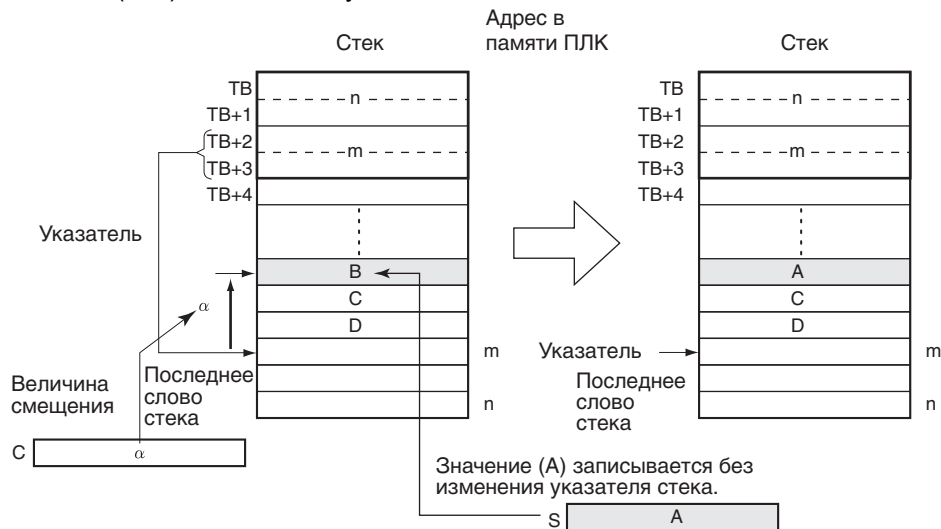 Адрес в
памяти ПЛК
Стек
Стек
TB
TB+1
TB+2
TB+3
TB+4
n
m
Указатель
B
C
D
α
m
n
Последнее
слово
стека
Величина
смещения
C
α
TB
TB+1
TB+2
TB+3
TB+4
n
m
A
C
D
Указатель
m
Последнее
слово
стека
n
Значение (A) записывается без
изменения указателя стека.
S
A